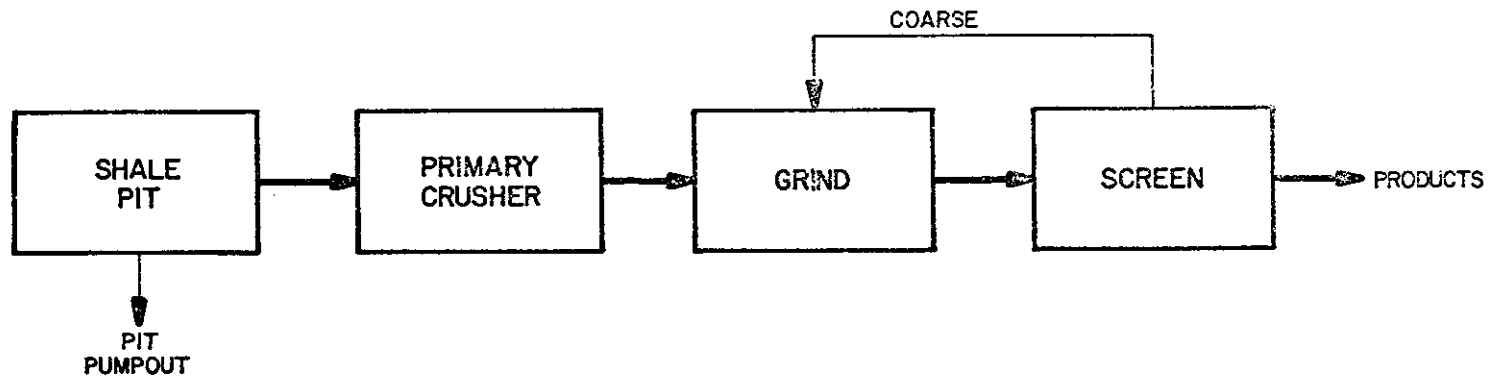 COARSE
SHALE
PIT
PRIMARY
CRUSHER
GRIND
SCREEN
PRODUCTS
PIT
PUMPOUT